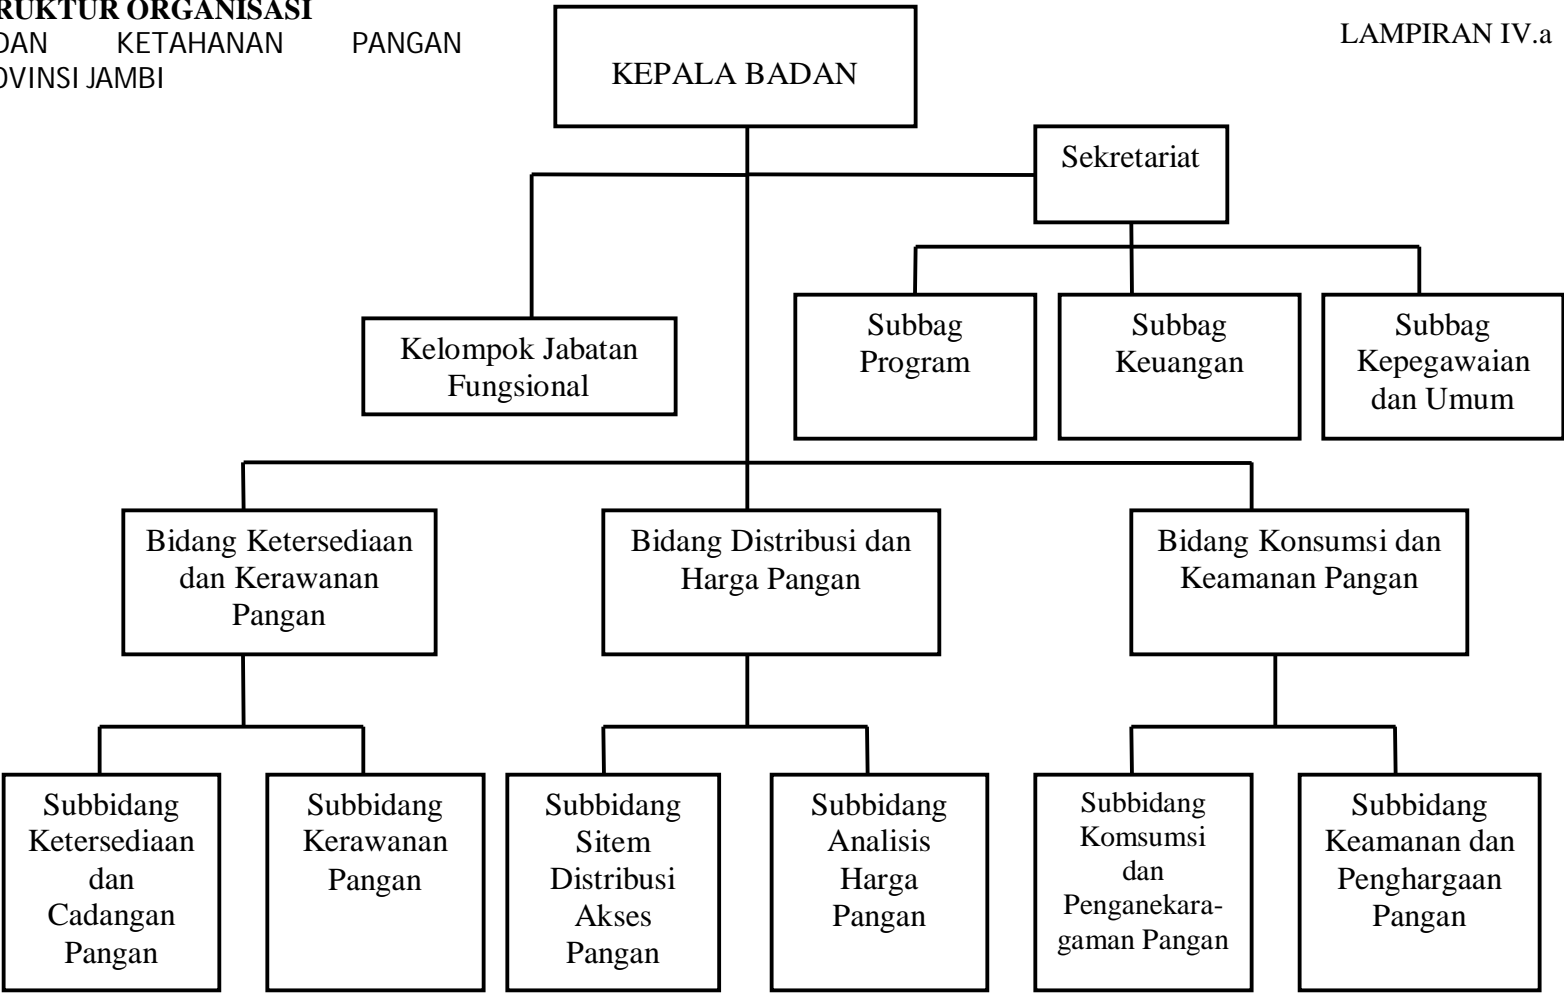 RUKTUR ORGANISASI
DAN KETAHANAN PANGAN
OVINSI JAMBI
LAMPIRAN IV.a
KEPALA BADAN
Sekretariat
Kelompok Jabatan
Fungsional
Subbag
Program
Subbag
Keuangan
Subbag
Kepegawaian
dan Umum
Bidang Ketersediaan
dan Kerawanan
Pangan
Bidang Distribusi dan
Harga Pangan
Bidang Konsumsi dan
Keamanan Pangan
Subbidang
Ketersediaan
dan
Cadangan
Pangan
Subbidang
Kerawanan
Pangan
Subbidang
Sitem
Distribusi
Akses
Pangan
Subbidang
Analisis
Harga
Pangan
Subbidang
Komsumsi
dan
Penganekara-
gaman Pangan
Subbidang
Keamanan dan
Penghargaan
Pangan